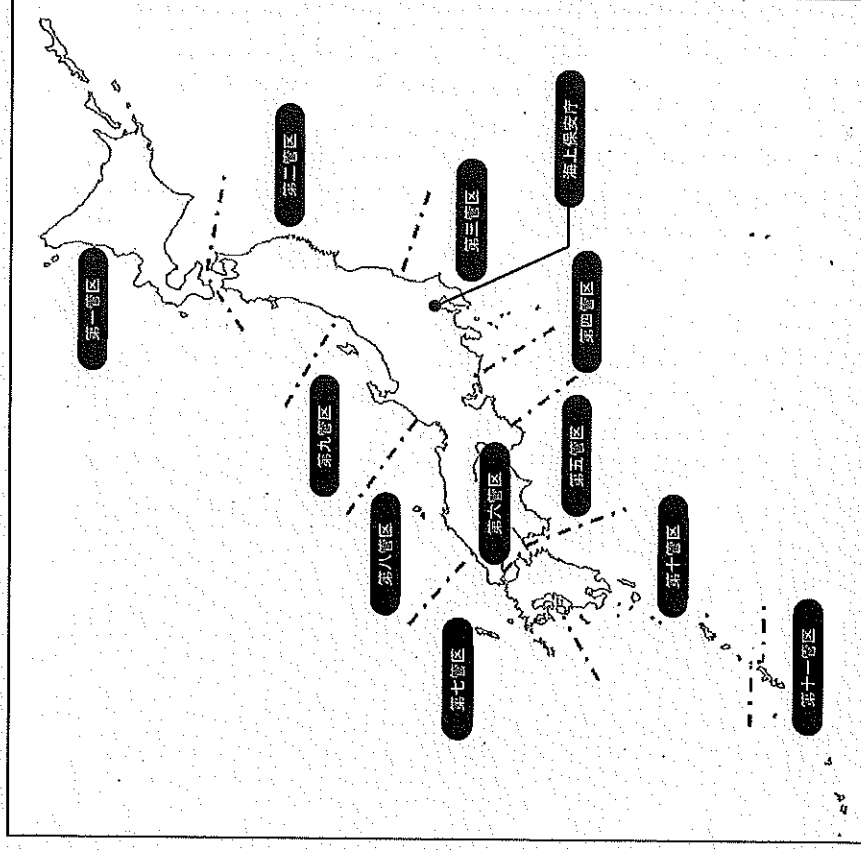 第一管区
第二管区
第三管区
海上保安庁
第四管区
第五管区
第六管区
第七管区
第八管区
第九管区
第十管区
第十一管区